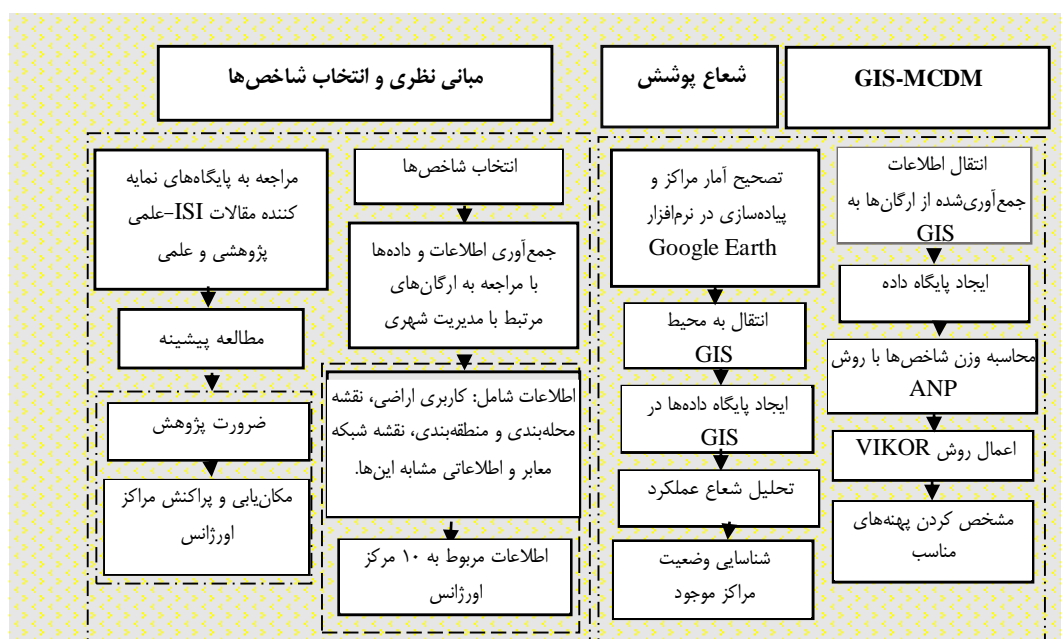 GIS-MCDM
انتقال اطلاعات
جمع‌آوری‌شده از ارگان‌ها به
GIS
ایجاد پایگاه داده
محاسبه وزن شاخص‌ها با روش
ANP
اعمال روش VIKOR
مشخص کردن پهنه‌های
مناسب
شعاع پوشش
تصحیح آمار مراکز و
پیاده‌سازی در نرم‌افزار
Google Earth
انتقال به محیط
GIS
ایجاد پایگاه داده‌ها در
GIS
تحلیل شعاع عملکرد
شناسایی وضعیت
مراکز موجود
مبانی نظری و انتخاب شاخص‌ها
انتخاب شاخص‌ها
جمع‌آوری اطلاعات و داده‌ها
با مراجعه به ارگان‌های
مرتبط با مدیریت شهری
اطلاعات شامل: کاربری اراضی، نقشه
محله‌بندی و منطقه‌بندی، نقشه شبکه
معابر و اطلاعاتی مشابه این‌ها.
اطلاعات مربوط به ۱۰ مرکز
اورژانس
مراجعه به پایگاه‌های نمایه
کننده مقالات ISI-علمی
پژوهشی و علمی
مطالعه پیشینه
ضرورت پژوهش
مکان‌یابی و پراکنش مراکز
اورژانس